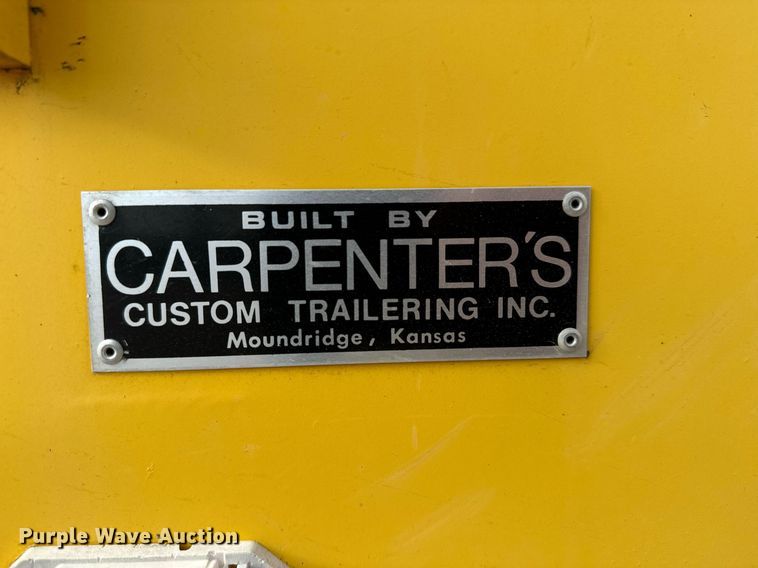 BUILT BY
CARPENTER'S
CUSTOM TRAILERING INC.
Moundridge, Kansas
Purple Wave Auction